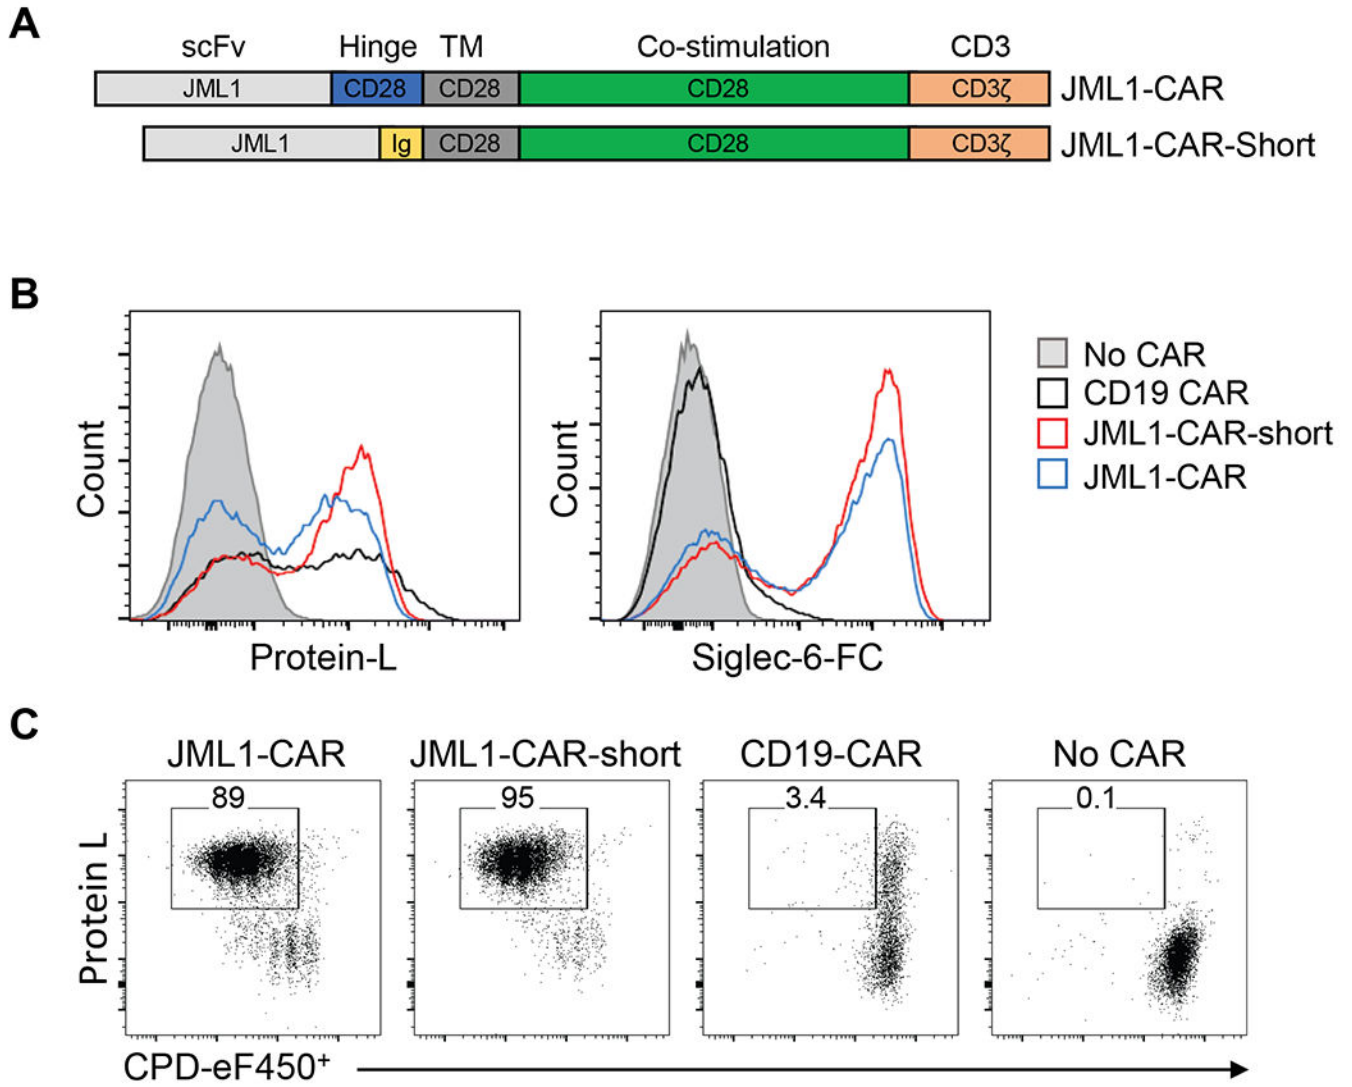 A
scFv Hinge TM Co-stimulation CD3
JML1 CD28 CD28 CD28 CD3ζ JML1-CAR
JML1 Ig CD28 CD28 CD3ζ JML1-CAR-Short
B
Count
Protein-L
Count
Siglec-6-FC
No CAR
CD19 CAR
JML1-CAR-short
JML1-CAR
C
JML1-CAR JML1-CAR-short CD19-CAR No CAR
89 95 3.4 0.1
Protein L
CPD-eF450⁺